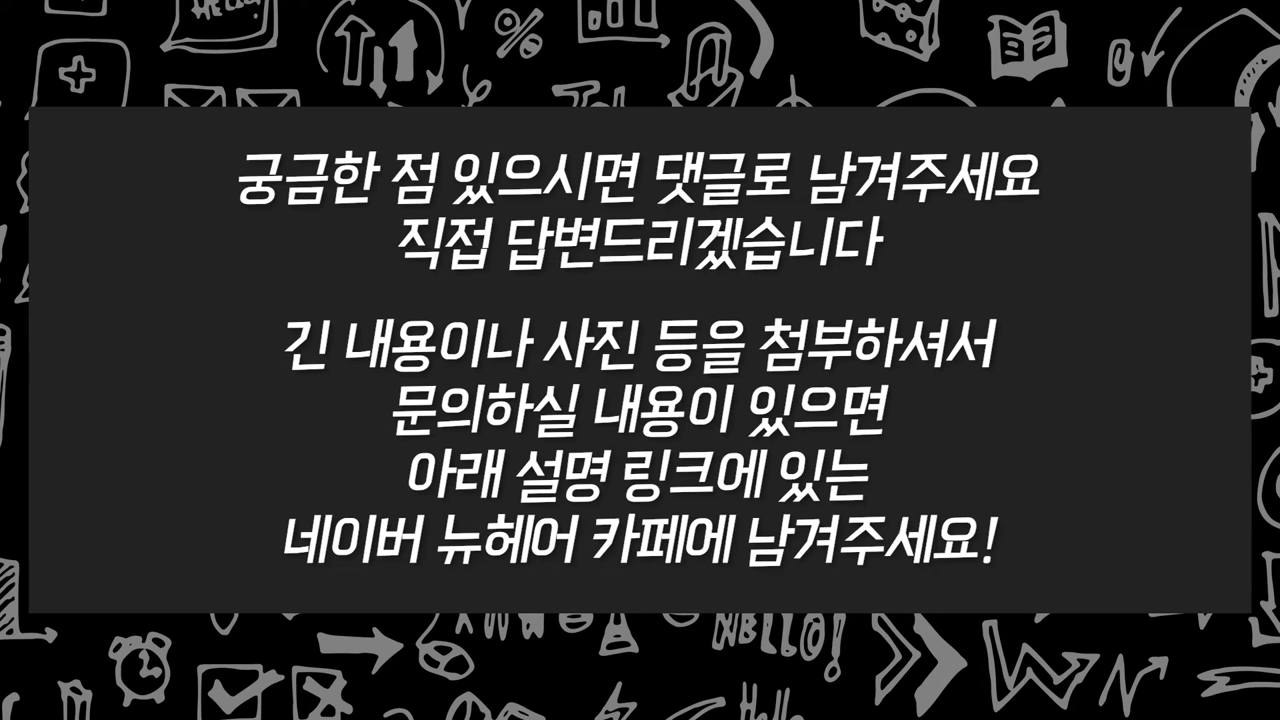 HELLO!
%
궁금한 점 있으시면 댓글로 남겨주세요
직접 답변드리겠습니다
긴 내용이나 사진 등을 첨부하셔서
문의하실 내용이 있으면
아래 설명 링크에 있는
네이버 뉴헤어 카페에 남겨주세요!
HELLO!